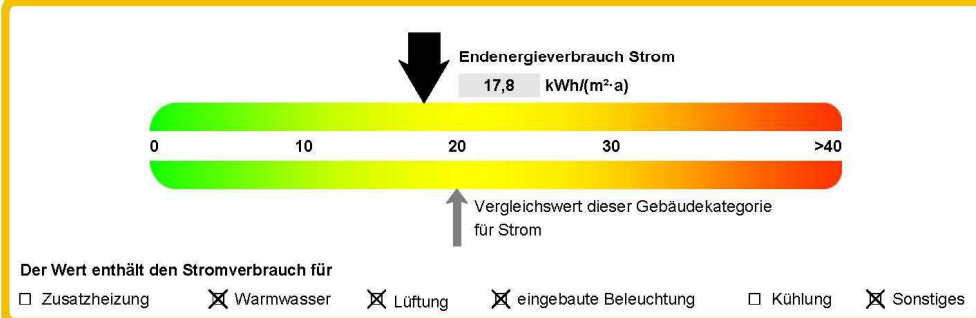 Endenergieverbrauch Strom
17,8 kWh/(m²·a)
0 10 20 30 >40
Vergleichswert dieser Gebäudekategorie
für Strom
Der Wert enthält den Stromverbrauch für
☐ Zusatzheizung ☒ Warmwasser ☒ Lüftung ☒ eingebaute Beleuchtung ☐ Kühlung ☒ Sonstiges